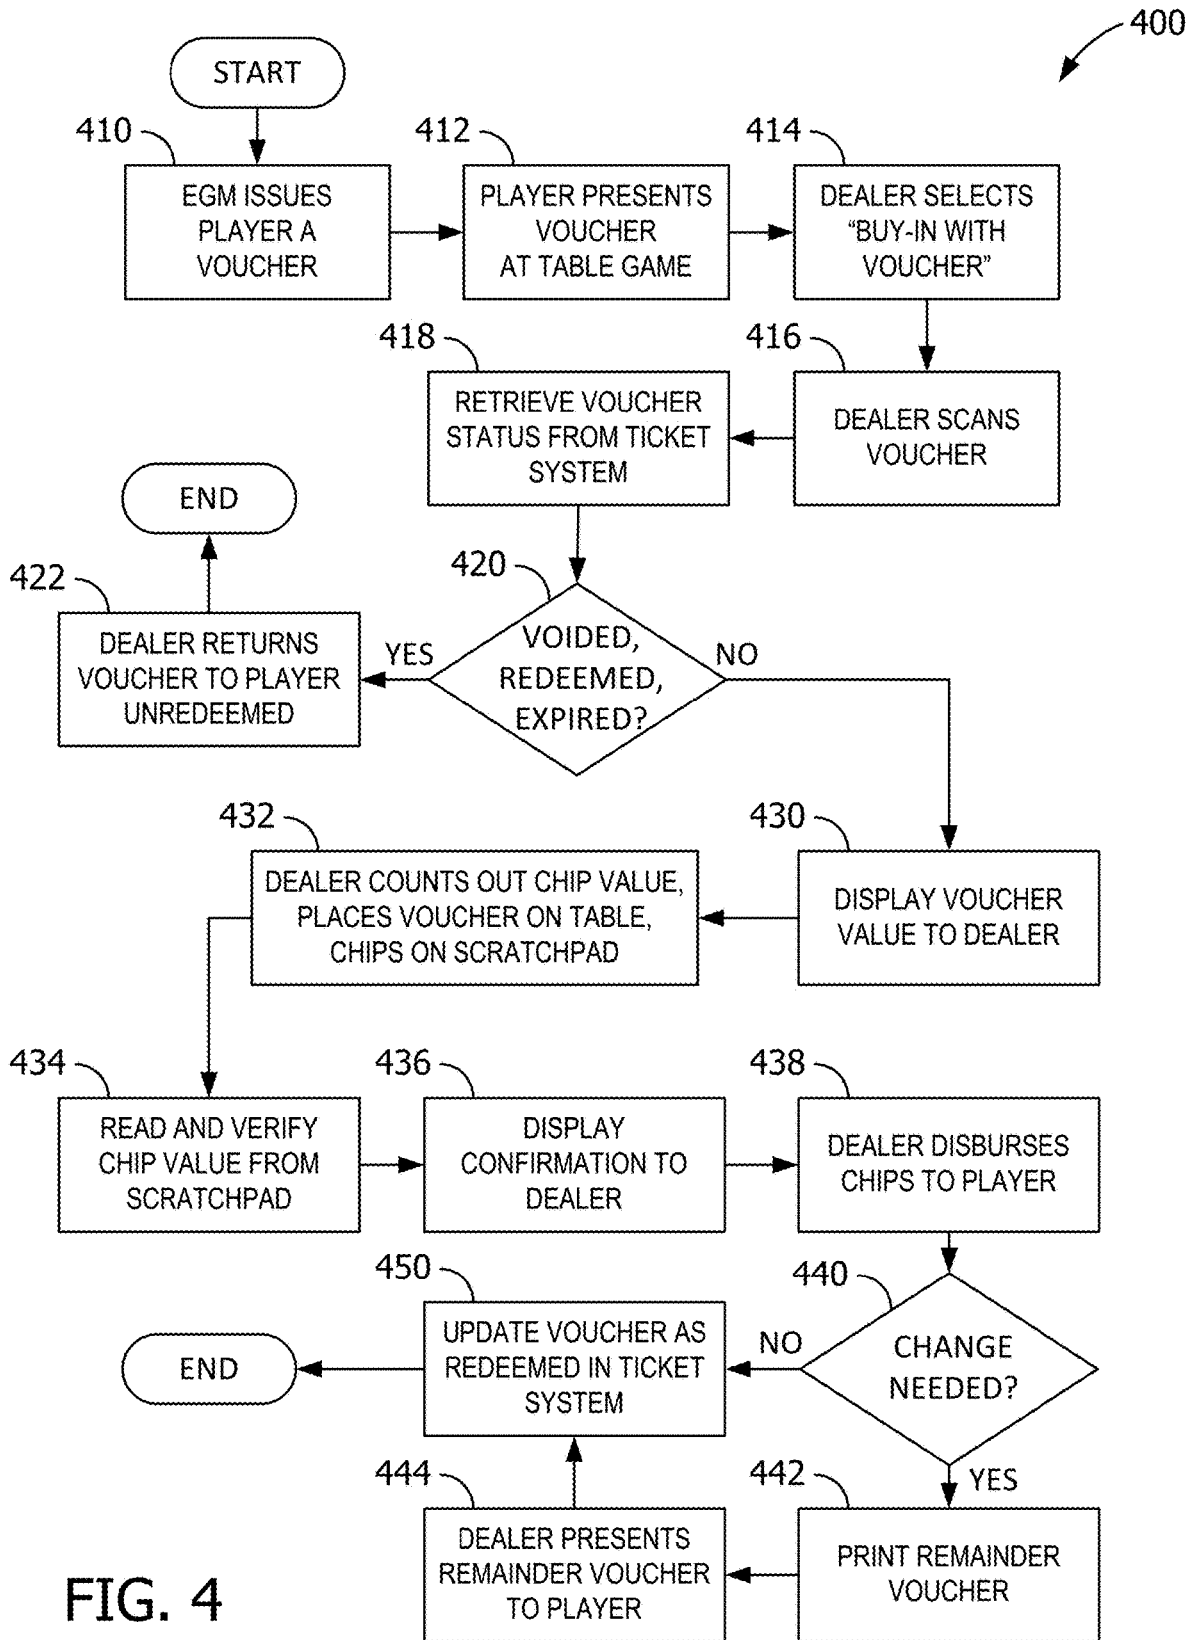 400
START
410
EGM ISSUES
PLAYER A
VOUCHER
412
PLAYER PRESENTS
VOUCHER
AT TABLE GAME
414
DEALER SELECTS
“BUY-IN WITH
VOUCHER”
416
DEALER SCANS
VOUCHER
418
RETRIEVE VOUCHER
STATUS FROM TICKET
SYSTEM
420
VOIDED,
REDEEMED,
EXPIRED?
YES
NO
422
DEALER RETURNS
VOUCHER TO PLAYER
UNREDEEMED
END
430
DISPLAY VOUCHER
VALUE TO DEALER
432
DEALER COUNTS OUT CHIP VALUE,
PLACES VOUCHER ON TABLE,
CHIPS ON SCRATCHPAD
434
READ AND VERIFY
CHIP VALUE FROM
SCRATCHPAD
436
DISPLAY
CONFIRMATION TO
DEALER
438
DEALER DISBURSES
CHIPS TO PLAYER
440
CHANGE
NEEDED?
NO
YES
450
UPDATE VOUCHER AS
REDEEMED IN TICKET
SYSTEM
END
442
PRINT REMAINDER
VOUCHER
444
DEALER PRESENTS
REMAINDER VOUCHER
TO PLAYER
FIG. 4